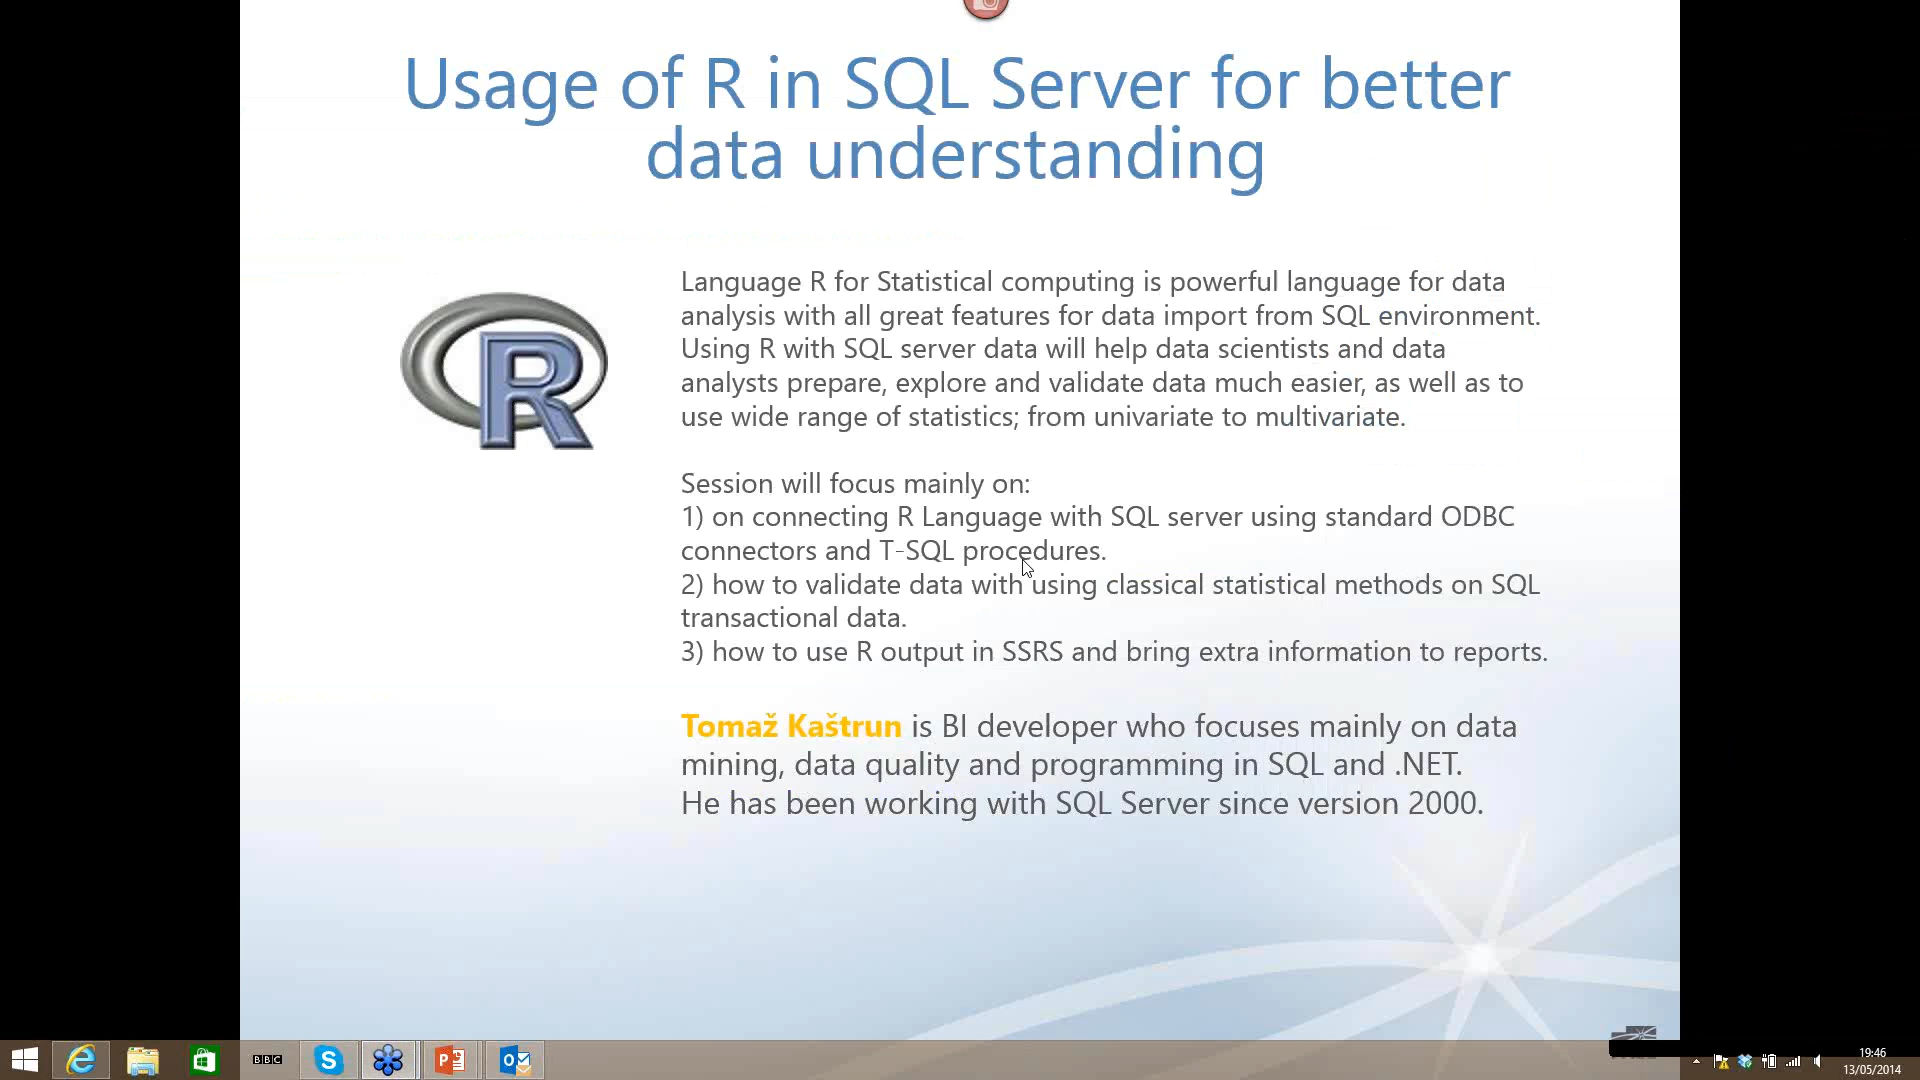 Usage of R in SQL Server for better
data understanding
R
Language R for Statistical computing is powerful language for data
analysis with all great features for data import from SQL environment.
Using R with SQL server data will help data scientists and data
analysts prepare, explore and validate data much easier, as well as to
use wide range of statistics; from univariate to multivariate.
Session will focus mainly on:
1) on connecting R Language with SQL server using standard ODBC
connectors and T-SQL procedures.
2) how to validate data with using classical statistical methods on SQL
transactional data.
3) how to use R output in SSRS and bring extra information to reports.
Tomaž Kaštrun is BI developer who focuses mainly on data
mining, data quality and programming in SQL and .NET.
He has been working with SQL Server since version 2000.
BBC
19:46
13/05/2014